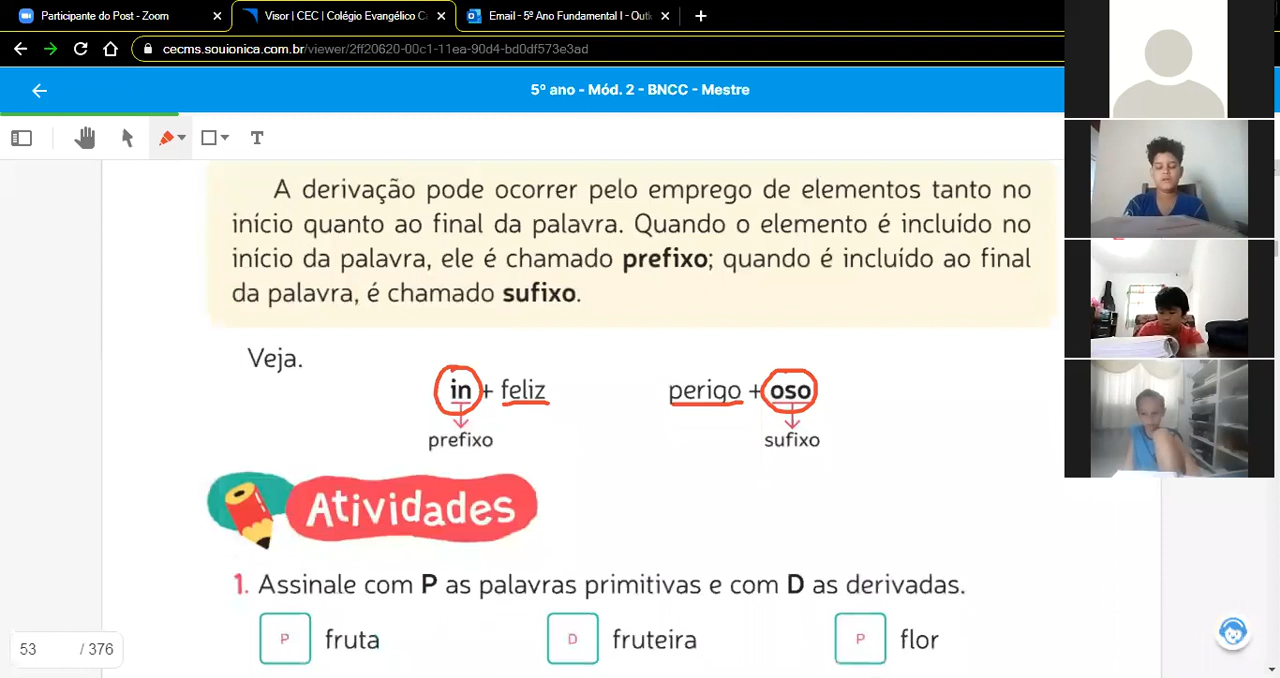 Participante do Post - Zoom
Visor | CEC | Colégio Evangélico C
Email - 5º Ano Fundamental I - Outl
cecms.souionica.com.br/viewer/2ff20620-00c1-11ea-90d4-bd0df573e3ad
5º ano - Mód. 2 - BNCC - Mestre
T
A derivação pode ocorrer pelo emprego de elementos tanto no
início quanto ao final da palavra. Quando o elemento é incluído no
início da palavra, ele é chamado prefixo; quando é incluído ao final
da palavra, é chamado sufixo.
Veja.
in + feliz perigo + oso
prefixo sufixo
Atividades
1. Assinale com P as palavras primitivas e com D as derivadas.
P fruta D fruteira P flor
53 / 376